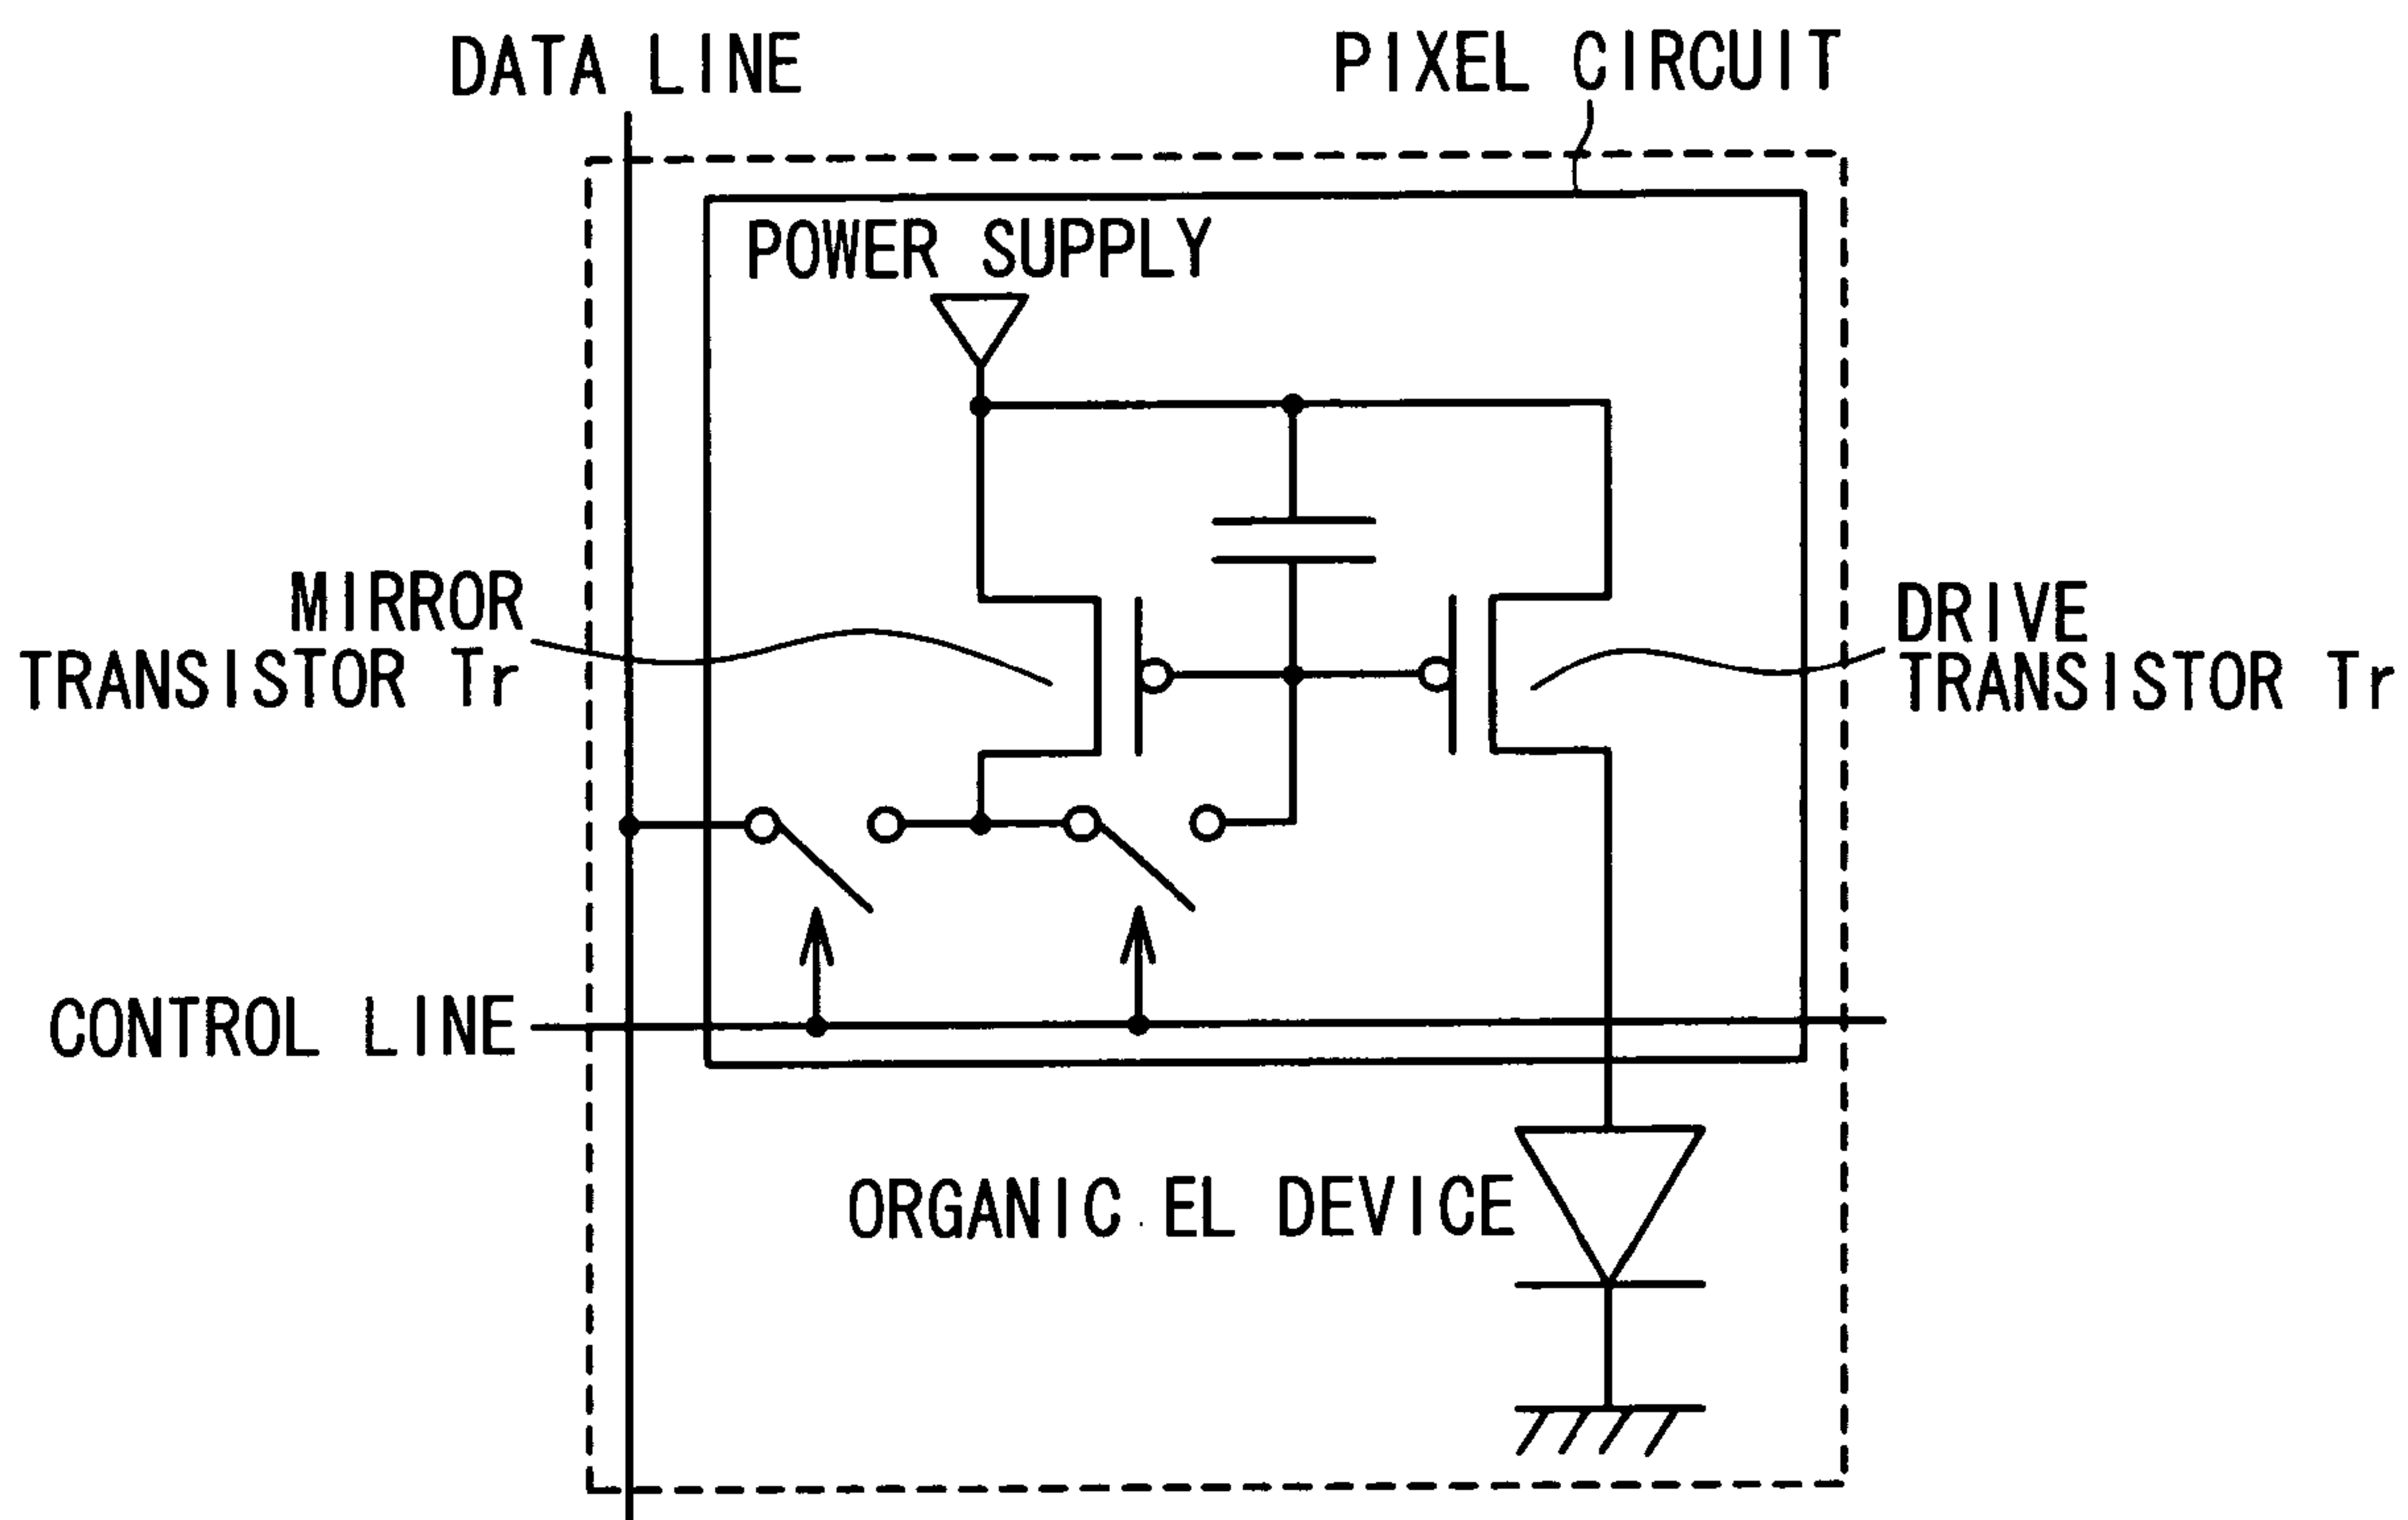 DATA LINE
PIXEL CIRCUIT
POWER SUPPLY
MIRROR
TRANSISTOR Tr
DRIVE
TRANSISTOR Tr
CONTROL LINE
ORGANIC EL DEVICE